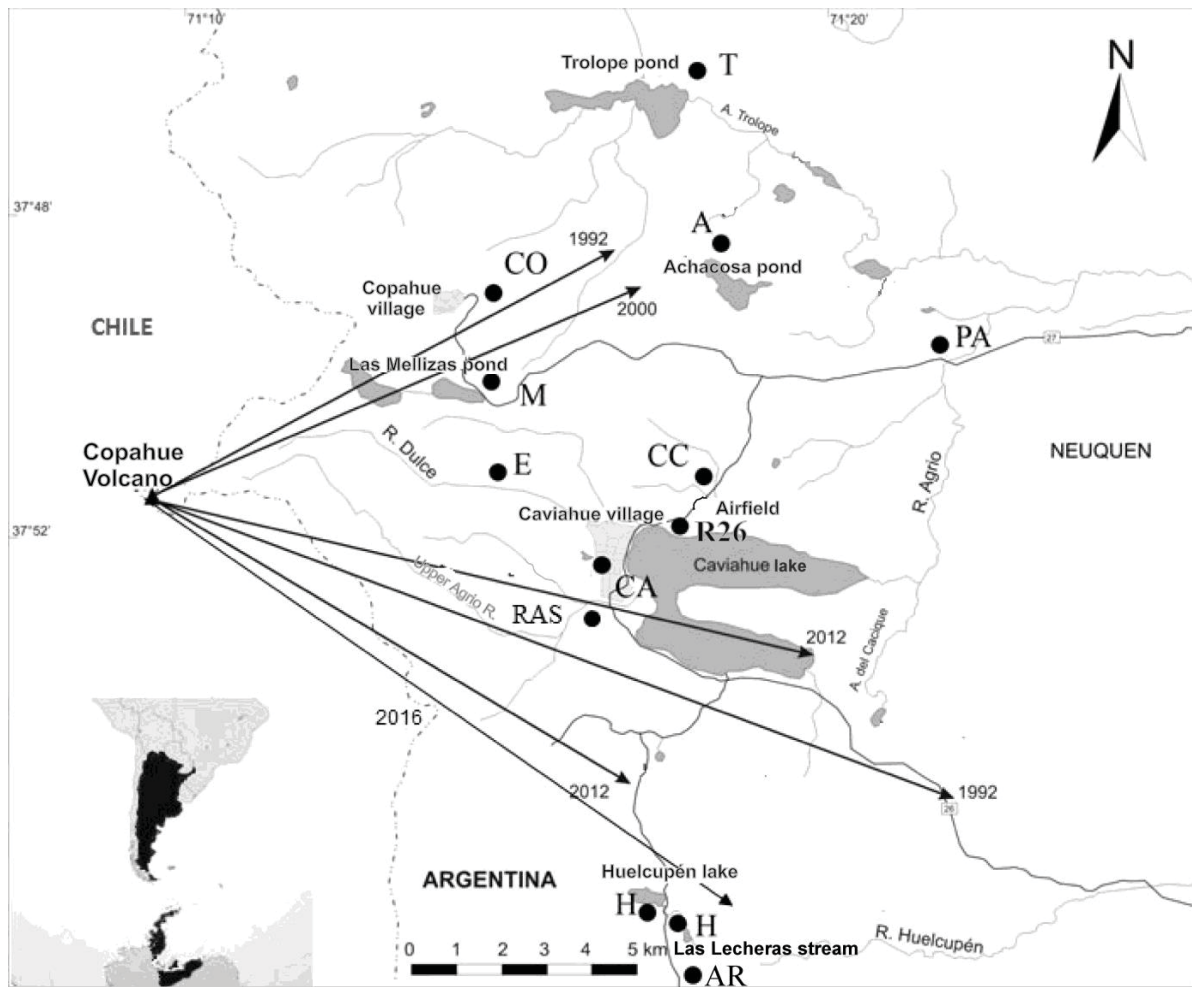 71°10'
71°20'
Trolope pond
T
N
A. Trolope
37°48'
A
1992
CO
Achacosa pond
Copahue
village
2000
CHILE
PA
27
Las Mellizas pond
M
Copahue
Volcano
R. Dulce
E
CC
R. Agrio
NEUQUEN
Airfield
Caviahue village
37°52'
R26
Caviahue lake
Upper Agrio R.
CA
RAS
2012
A. del Cacique
2016
2012
1992
26
Huelcupén lake
ARGENTINA
H
H
R. Huelcupén
0 1 2 3 4 5 km
Las Lecheras stream
AR